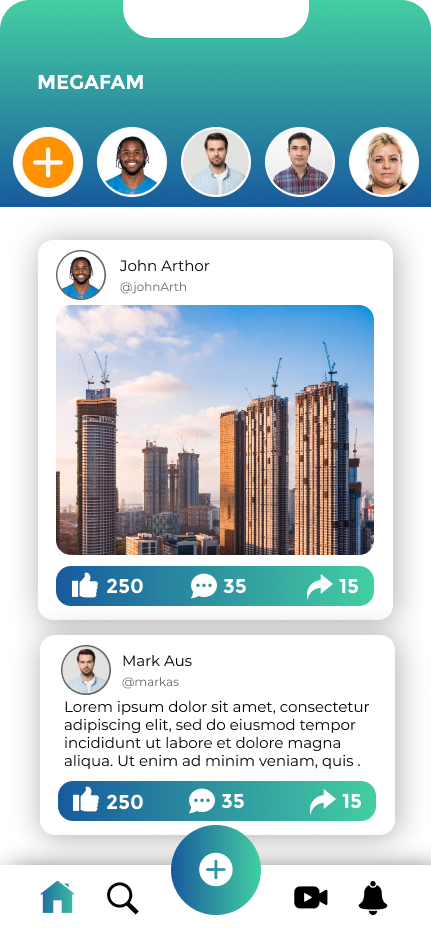 MEGAFAM
John Arthor
@johnArth
250 35 15
Mark Aus
@markas
Lorem ipsum dolor sit amet, consectetur
adipiscing elit, sed do eiusmod tempor
incididunt ut labore et dolore magna
aliqua. Ut enim ad minim veniam, quis .
250 35 15